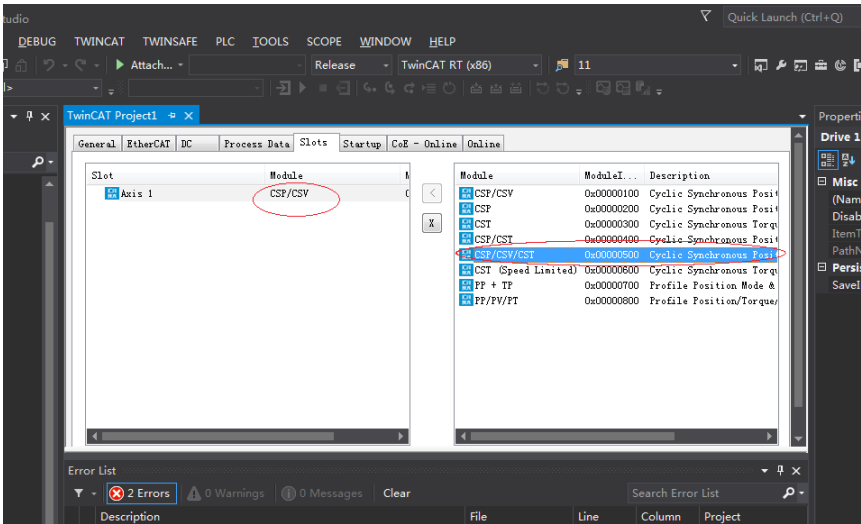 tudio
Quick Launch (Ctrl+Q)
DEBUG TWINCAT TWINSAFE PLC TOOLS SCOPE WINDOW HELP
Attach... Release TwinCAT RT (x86) 11
TwinCAT Project1
Properti
General EtherCAT DC Process Data Slots Startup CoE - Online Online
Drive 1
Slot Module M
Axis 1 CSP/CSV 0
< X
Module ModuleI... Description
CSP/CSV 0x00000100 Cyclic Synchronous Posit
CSP 0x00000200 Cyclic Synchronous Posit
CST 0x00000300 Cyclic Synchronous Torqu
CSP/CST 0x00000400 Cyclic Synchronous Posit
CSP/CSV/CST 0x00000500 Cyclic Synchronous Posi
CST (Speed Limited) 0x00000600 Cyclic Synchronous Torqu
PP + TP 0x00000700 Profile Position Mode &
PP/PV/PT 0x00000800 Profile Position/Torque/
Misc
(Nam
Disab
ItemT
PathN
Persis
SaveI
Error List
2 Errors 0 Warnings 0 Messages Clear Search Error List
Description File Line Column Project